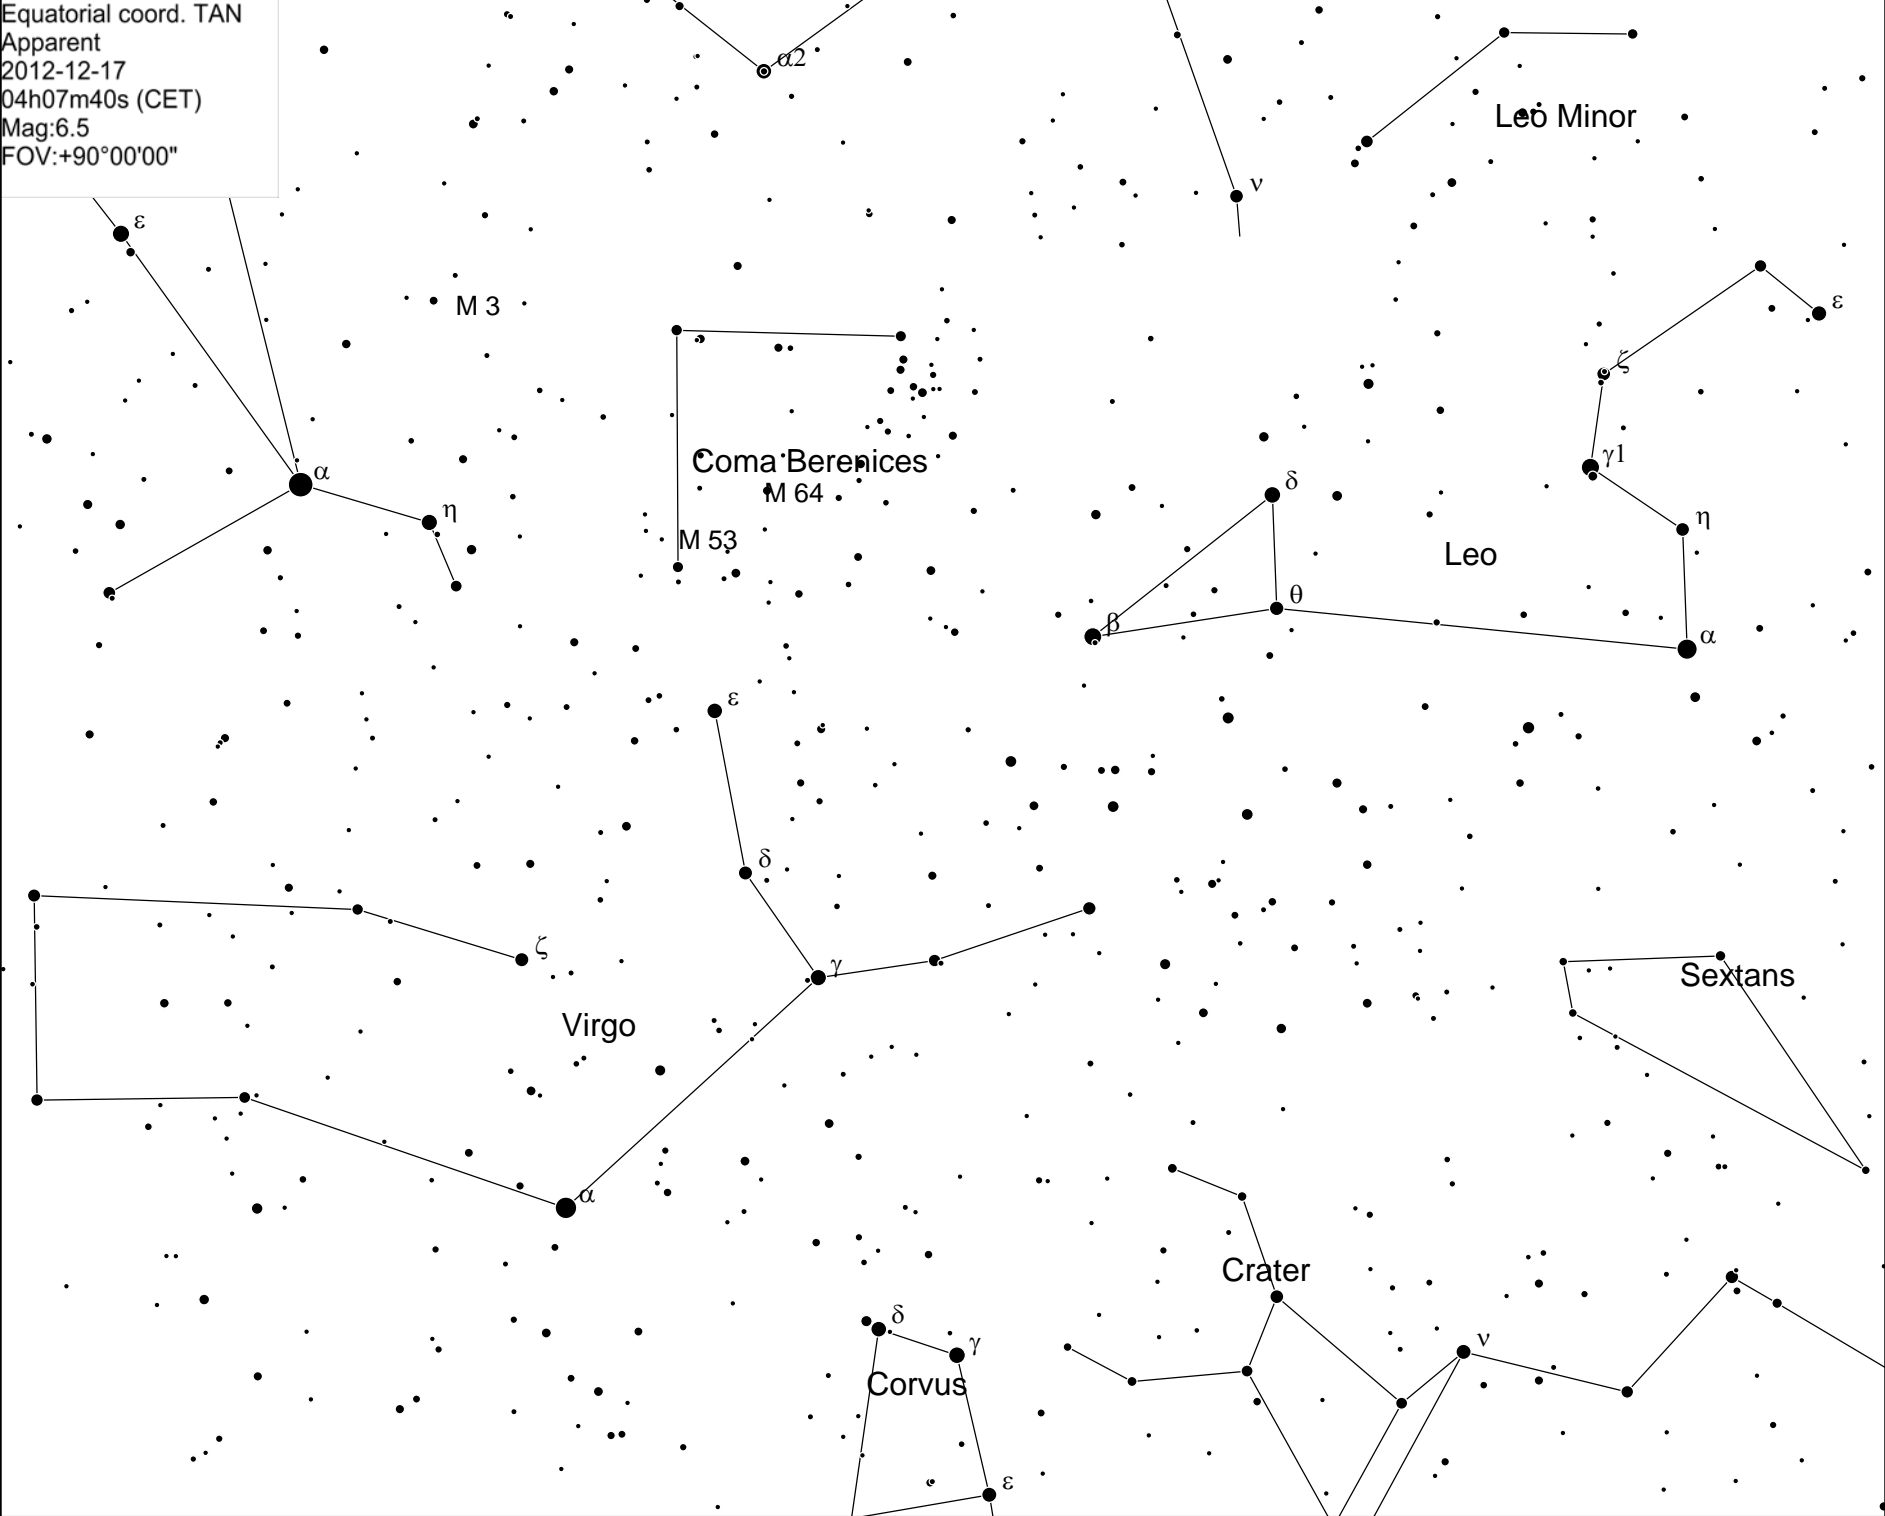 Equatorial coord. TAN
Apparent
2012-12-17
04h07m40s (CET)
Mag:6.5
FOV:+90°00'00"
α2
Leo Minor
ν
ε
M 3
ε
ζ
Coma Berenices
γ1
α
δ
M 64
η
η
M 53
Leo
θ
β
α
ε
δ
ζ
γ
Sextans
Virgo
α
Crater
δ
γ
ν
Corvus
ε